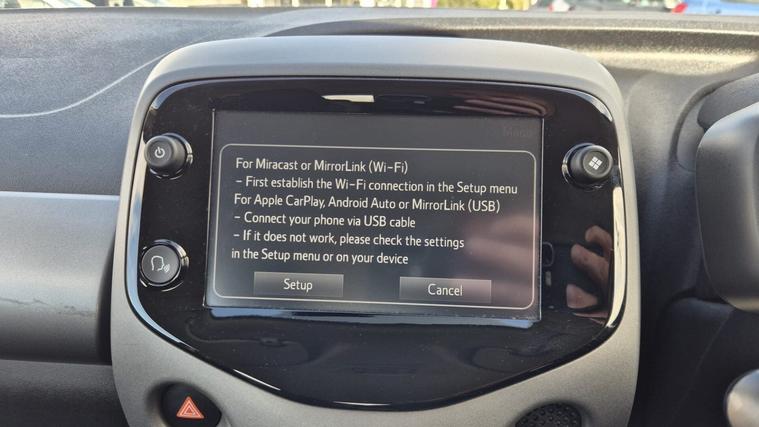 Menu
For Miracast or MirrorLink (Wi-Fi)
- First establish the Wi-Fi connection in the Setup menu
For Apple CarPlay, Android Auto or MirrorLink (USB)
- Connect your phone via USB cable
- If it does not work, please check the settings
in the Setup menu or on your device
Setup
Cancel